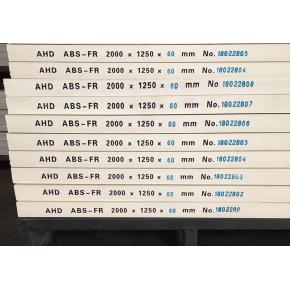 AHD ABS-FR 2000 × 1250 × 60 mm No. 18022805
AHD ABS-FR 2000 × 1250 × 60 mm No. 18022804
AHD ABS-FR 2000 × 1250 × 60 mm No. 18022808
AHD ABS-FR 2000 × 1250 × 60 mm No. 18022807
AHD ABS-FR 2000 × 1250 × 60 mm No. 18022806
AHD ABS-FR 2000 × 1250 × 60 mm No. 18022805
AHD ABS-FR 2000 × 1250 × 60 mm No. 18022804
AHD ABS-FR 2000 × 1250 × 60 mm No. 18022803
AHD ABS-FR 2000 × 1250 × 60 mm No. 18022802
AHD ABS-FR 2000 × 1250 × 60 mm No. 1802280